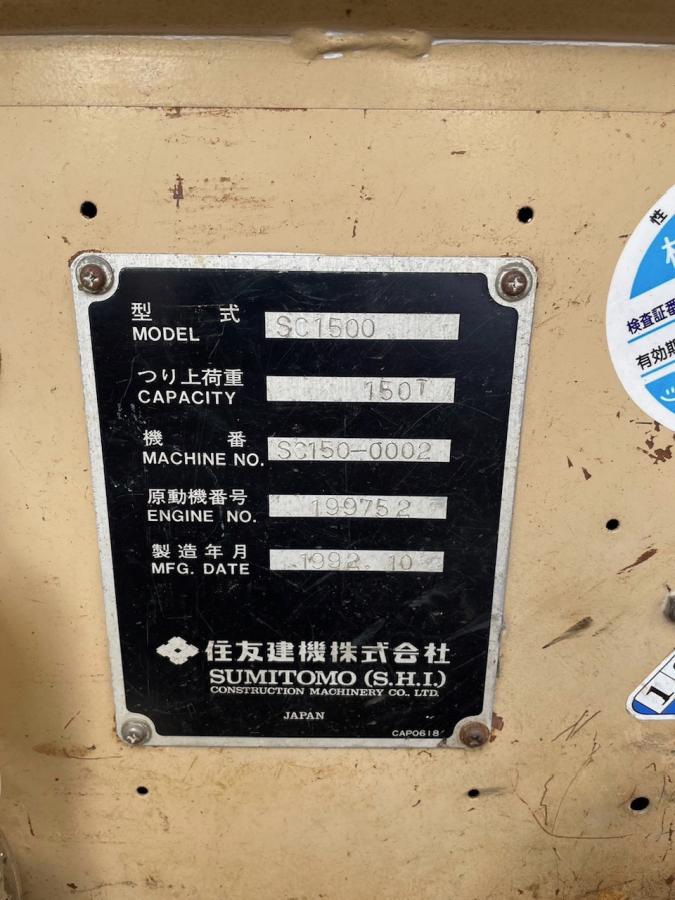 型 式
MODEL SC1500
つり上荷重
CAPACITY 150T
機 番
MACHINE NO. SC150-0002
原動機番号
ENGINE NO. 199752
製造年月
MFG. DATE 1992. 10
住友建機株式会社
SUMITOMO (S.H.I.)
CONSTRUCTION MACHINERY CO., LTD.
JAPAN
CAP0618
性
検査証番
有効期
1